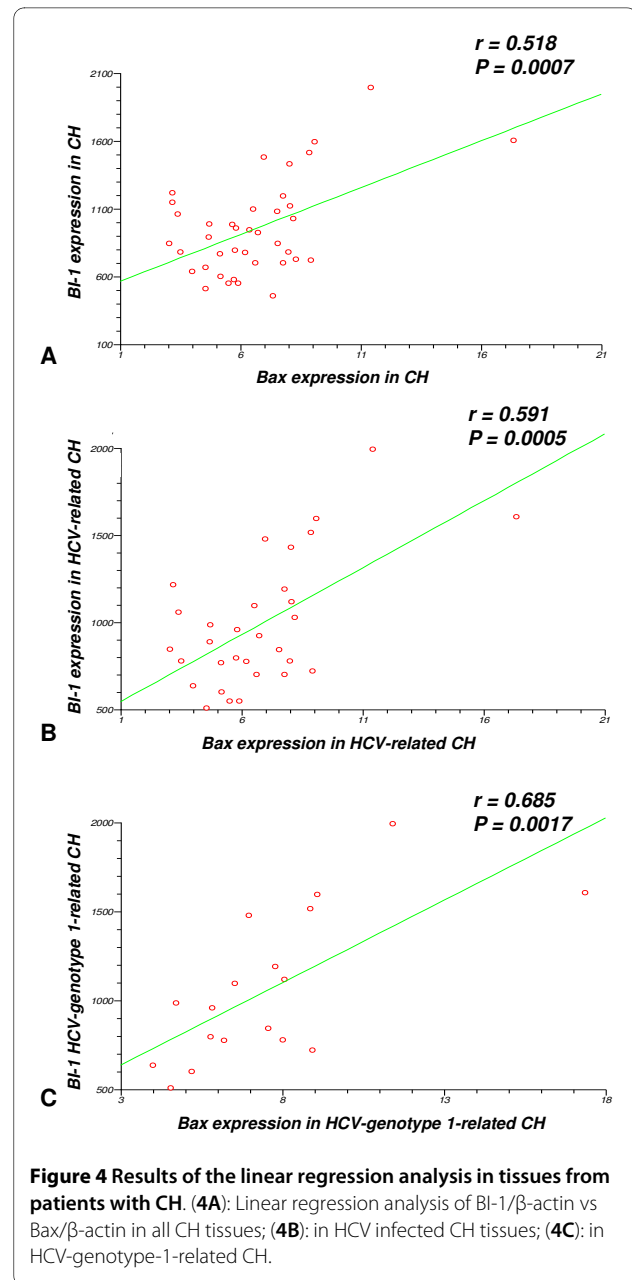 r = 0.518
P = 0.0007
2100
1600
1100
600
100
BI-1 expression in CH
1
6
11
16
21
A
Bax expression in CH
r = 0.591
P = 0.0005
2000
1500
1000
500
BI-1 expression in HCV-related CH
1
6
11
16
21
B
Bax expression in HCV-related CH
r = 0.685
P = 0.0017
2000
1500
1000
500
BI-1 HCV-genotype 1-related CH
3
8
13
18
C
Bax expression in HCV-genotype 1-related CH
Figure 4 Results of the linear regression analysis in tissues from
patients with CH. (4A): Linear regression analysis of BI-1/β-actin vs
Bax/β-actin in all CH tissues; (4B): in HCV infected CH tissues; (4C): in
HCV-genotype-1-related CH.